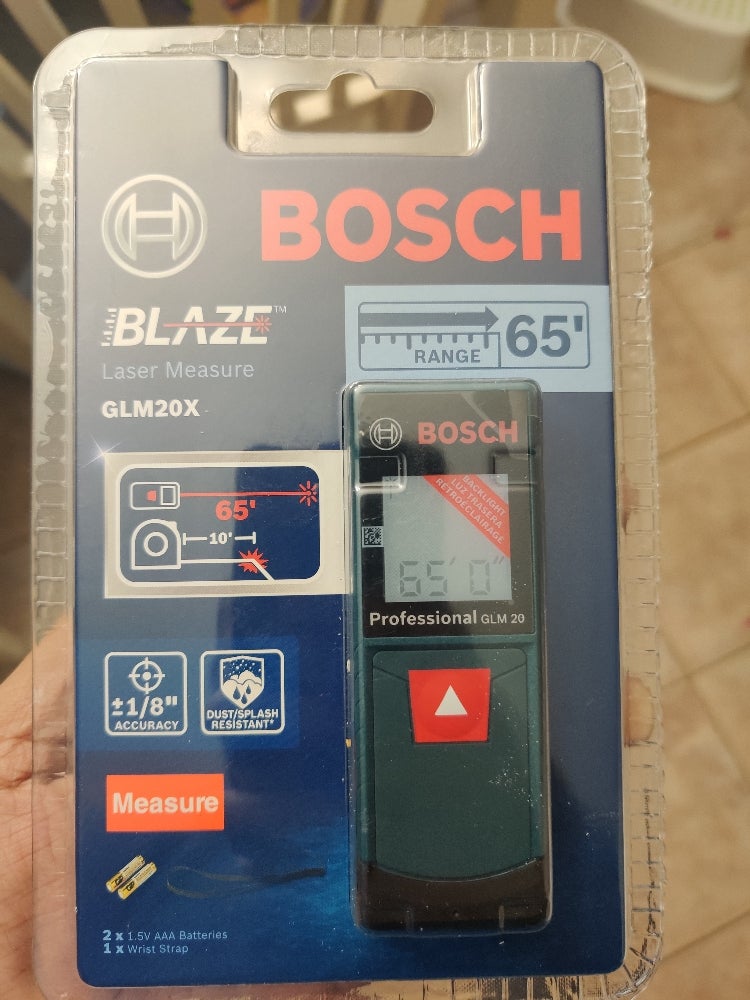 BOSCH
BLAZE™
Laser Measure
GLM20X
RANGE 65'
BOSCH
BACKLIGHT
LUZ TRASERA
RÉTROÉCLAIRAGE
65' 0"
Professional GLM 20
65'
10'
±1/8"
ACCURACY
DUST/SPLASH
RESISTANT*
Measure
2 x 1.5V AAA Batteries
1 x Wrist Strap